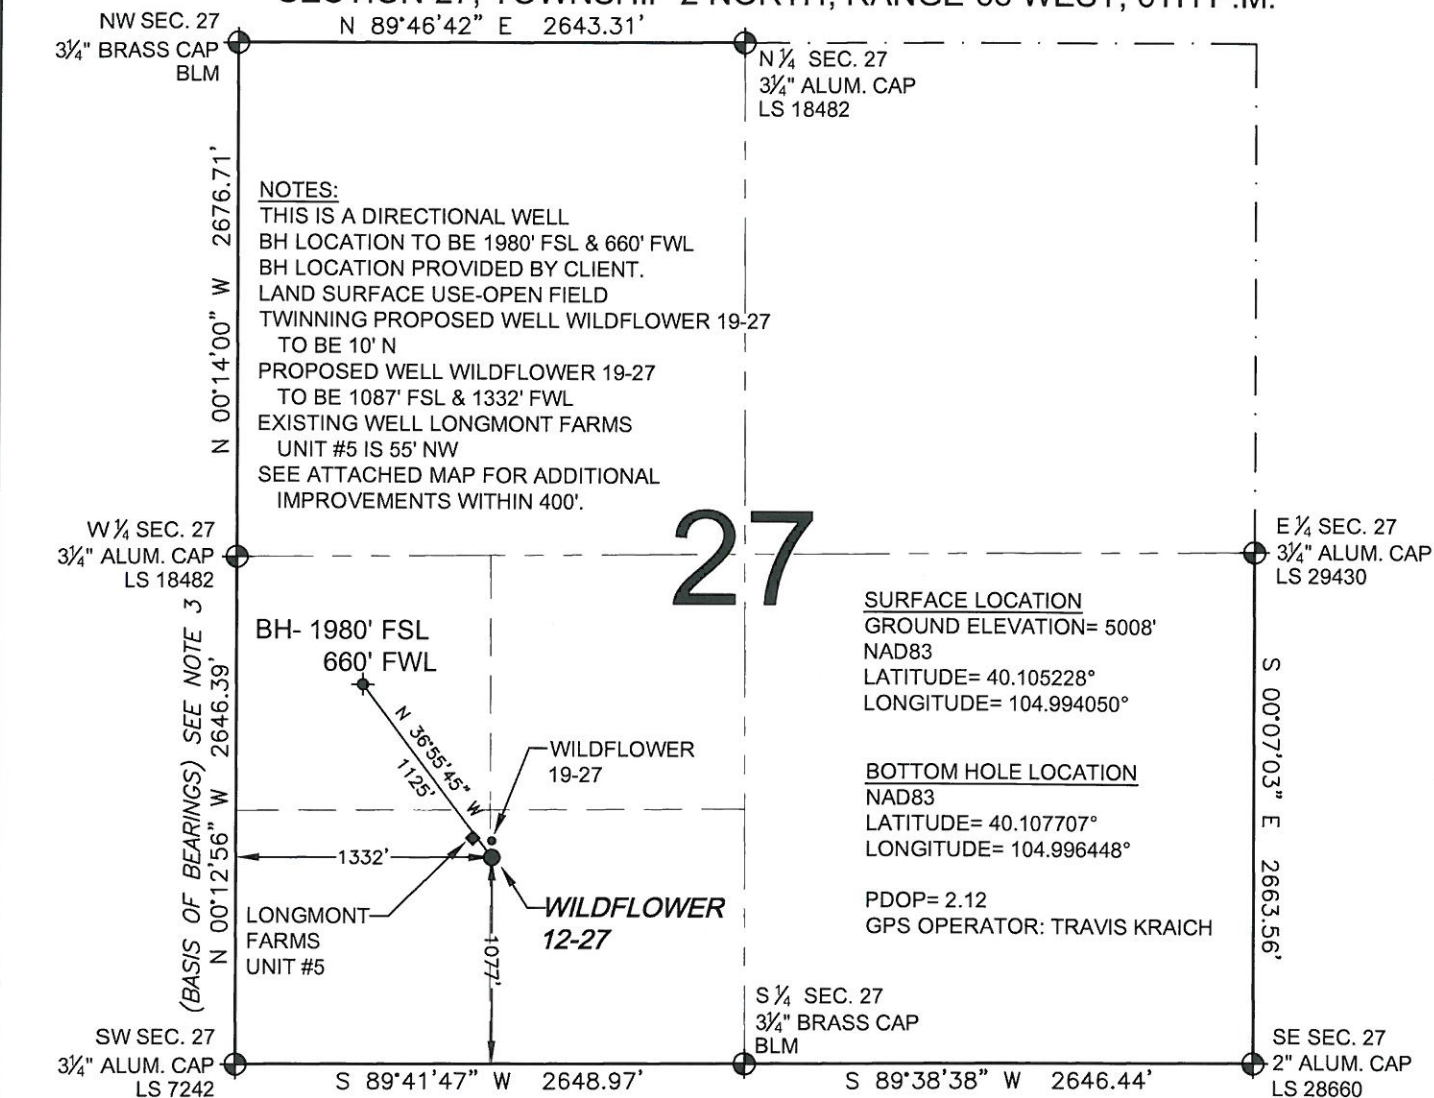 NW SEC. 27
3¼" BRASS CAP
BLM
N 89°46'42" E 2643.31'
N ¼ SEC. 27
3¼" ALUM. CAP
LS 18482
N 00°14'00" W 2676.71'
NOTES:
THIS IS A DIRECTIONAL WELL
BH LOCATION TO BE 1980' FSL & 660' FWL
BH LOCATION PROVIDED BY CLIENT.
LAND SURFACE USE-OPEN FIELD
TWINNING PROPOSED WELL WILDFLOWER 19-27
TO BE 10' N
PROPOSED WELL WILDFLOWER 19-27
TO BE 1087' FSL & 1332' FWL
EXISTING WELL LONGMONT FARMS
UNIT #5 IS 55' NW
SEE ATTACHED MAP FOR ADDITIONAL
IMPROVEMENTS WITHIN 400'.
27
W ¼ SEC. 27
3¼" ALUM. CAP
LS 18482
E ¼ SEC. 27
3¼" ALUM. CAP
LS 29430
(BASIS OF BEARINGS) SEE NOTE 3
N 00°12'56" W 2646.39'
BH- 1980' FSL
660' FWL
N 36°55'45" W
1125'
WILDFLOWER
19-27
1332'
1077'
LONGMONT
FARMS
UNIT #5
WILDFLOWER
12-27
SURFACE LOCATION
GROUND ELEVATION= 5008'
NAD83
LATITUDE= 40.105228°
LONGITUDE= 104.994050°
BOTTOM HOLE LOCATION
NAD83
LATITUDE= 40.107707°
LONGITUDE= 104.996448°
PDOP= 2.12
GPS OPERATOR: TRAVIS KRAICH
S 00°07'03" E 2663.56'
SW SEC. 27
3¼" ALUM. CAP
LS 7242
S 89°41'47" W 2648.97'
S ¼ SEC. 27
3¼" BRASS CAP
BLM
S 89°38'38" W 2646.44'
SE SEC. 27
2" ALUM. CAP
LS 28660